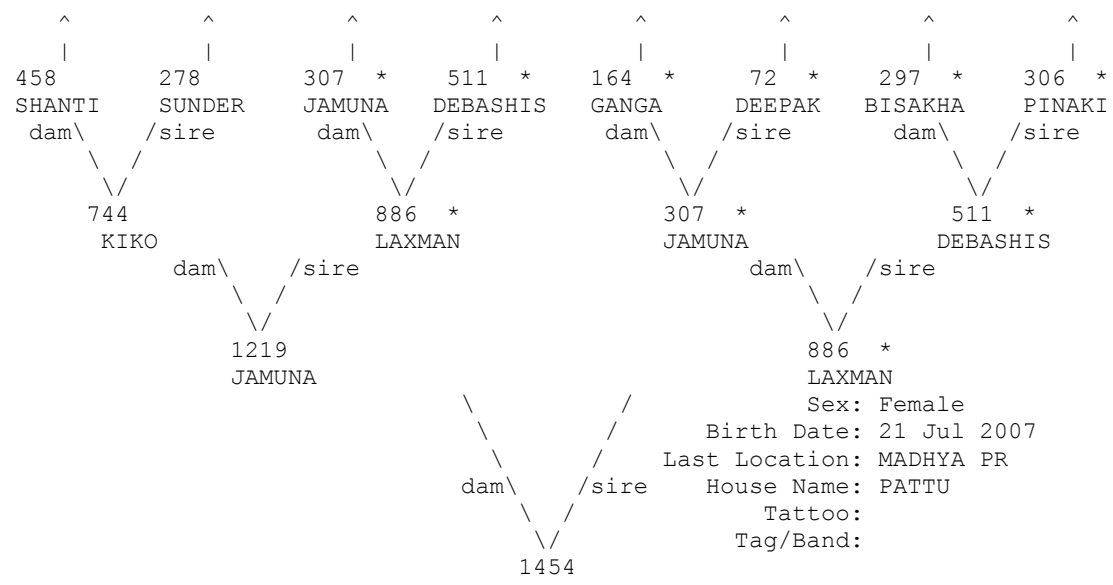 ^ ^ ^ ^ ^ ^ ^ ^
| | | | | | | |
458 278 307 * 511 * 164 * 72 * 297 * 306 *
SHANTI SUNDER JAMUNA DEBASHIS GANGA DEEPAK BISAKHA PINAKI
dam\ /sire dam\ /sire dam\ /sire dam\ /sire
\ / \ / \ / \ /
\/ \/ \/ \/
744 886 * 307 * 511 *
KIKO LAXMAN JAMUNA DEBASHIS
dam\ /sire dam\ /sire
\ / \ /
\/ \/
1219 886 *
JAMUNA LAXMAN
\ / Sex: Female
\ / Birth Date: 21 Jul 2007
\ / Last Location: MADHYA PR
dam\ /sire House Name: PATTU
\ / Tattoo:
\/ Tag/Band:
1454